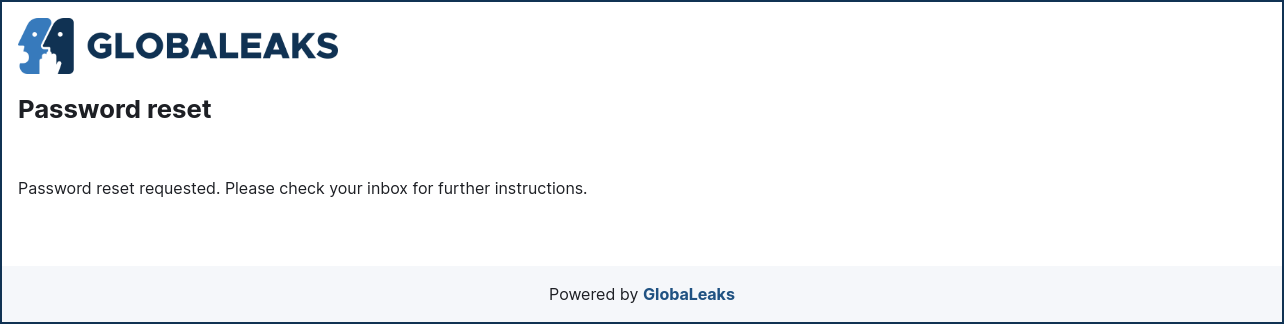 GLOBALEAKS
Password reset
Password reset requested. Please check your inbox for further instructions.
Powered by GlobaLeaks